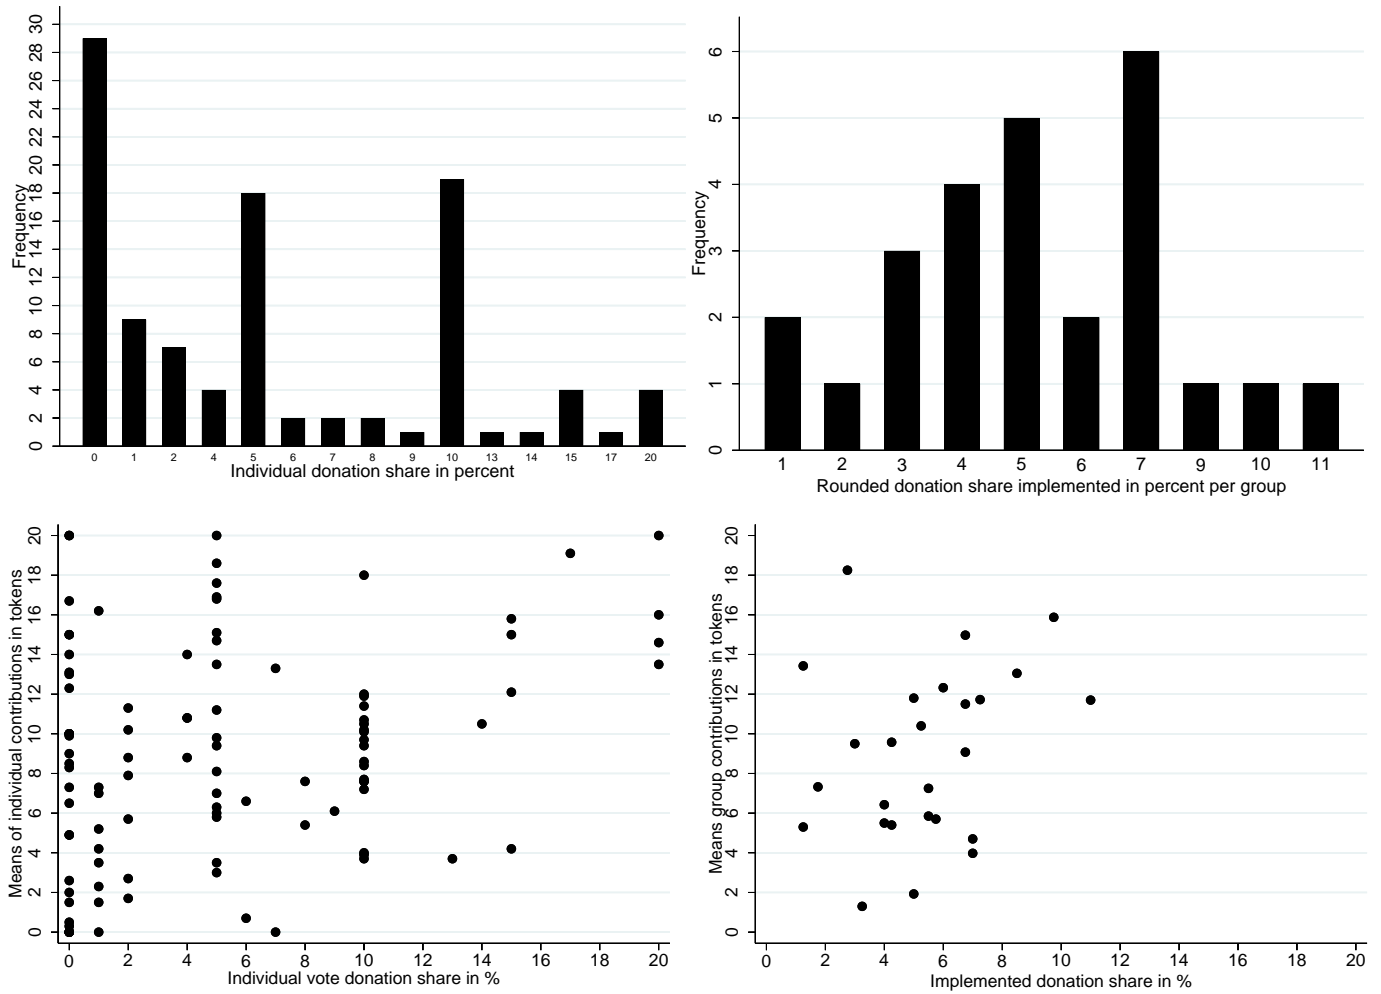 Frequency
0 2 4 6 8 10 12 14 16 18 20 22 24 26 28 30
0 1 2 4 5 6 7 8 9 10 13 14 15 17 20
Individual donation share in percent
Frequency
0 1 2 3 4 5 6
1 2 3 4 5 6 7 9 10 11
Rounded donation share implemented in percent per group
Means of individual contributions in tokens
0 2 4 6 8 10 12 14 16 18 20
0 2 4 6 8 10 12 14 16 18 20
Individual vote donation share in %
Means group contributions in tokens
0 2 4 6 8 10 12 14 16 18 20
0 2 4 6 8 10 12 14 16 18 20
Implemented donation share in %